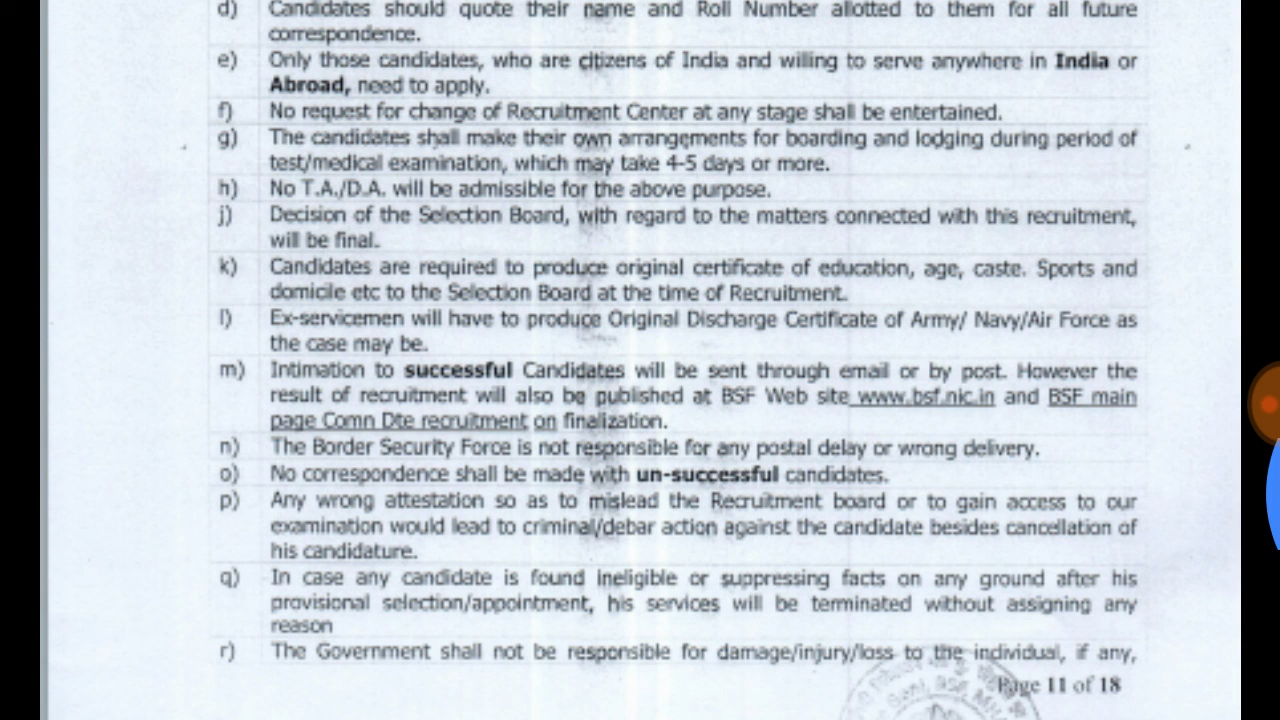 d) Candidates should quote their name and Roll Number allotted to them for all future
correspondence.
e) Only those candidates, who are citizens of India and willing to serve anywhere in India or
Abroad, need to apply.
f) No request for change of Recruitment Center at any stage shall be entertained.
g) The candidates shall make their own arrangements for boarding and lodging during period of
test/medical examination, which may take 4-5 days or more.
h) No T.A./D.A. will be admissible for the above purpose.
j) Decision of the Selection Board, with regard to the matters connected with this recruitment,
will be final.
k) Candidates are required to produce original certificate of education, age, caste. Sports and
domicile etc to the Selection Board at the time of Recruitment.
l) Ex-servicemen will have to produce Original Discharge Certificate of Army/ Navy/Air Force as
the case may be.
m) Intimation to successful Candidates will be sent through email or by post. However the
result of recruitment will also be published at BSF Web site www.bsf.nic.in and BSF main
page Comn Dte recruitment on finalization.
n) The Border Security Force is not responsible for any postal delay or wrong delivery.
o) No correspondence shall be made with un-successful candidates.
p) Any wrong attestation so as to mislead the Recruitment board or to gain access to our
examination would lead to criminal/debar action against the candidate besides cancellation of
his candidature.
q) In case any candidate is found ineligible or suppressing facts on any ground after his
provisional selection/appointment, his services will be terminated without assigning any
reason
r) The Government shall not be responsible for damage/injury/loss to the individual, if any,
Page 11 of 18